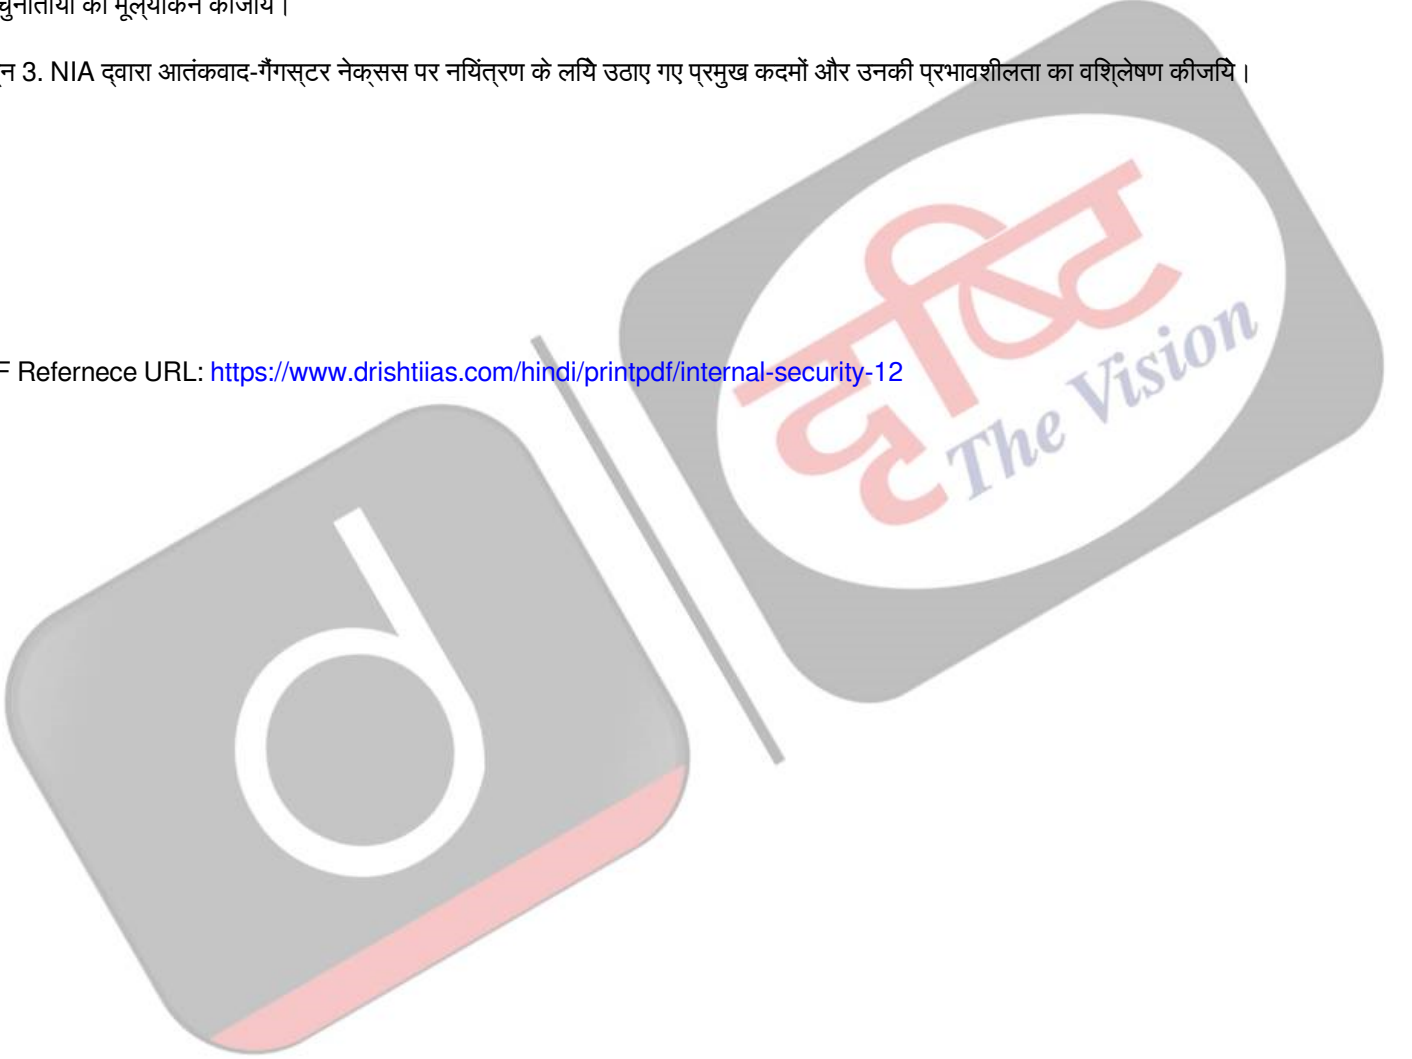 चुनौतियों का मूल्यांकन कीजिये।
न 3. NIA द्वारा आतंकवाद-गैंगस्टर नेक्सस पर नियंत्रण के लिये उठाए गए प्रमुख कदमों और उनकी प्रभावशीलता का विश्लेषण कीजिये।
दृष्टि
The Vision
F Refernece URL: https://www.drishtiias.com/hindi/printpdf/internal-security-12
d